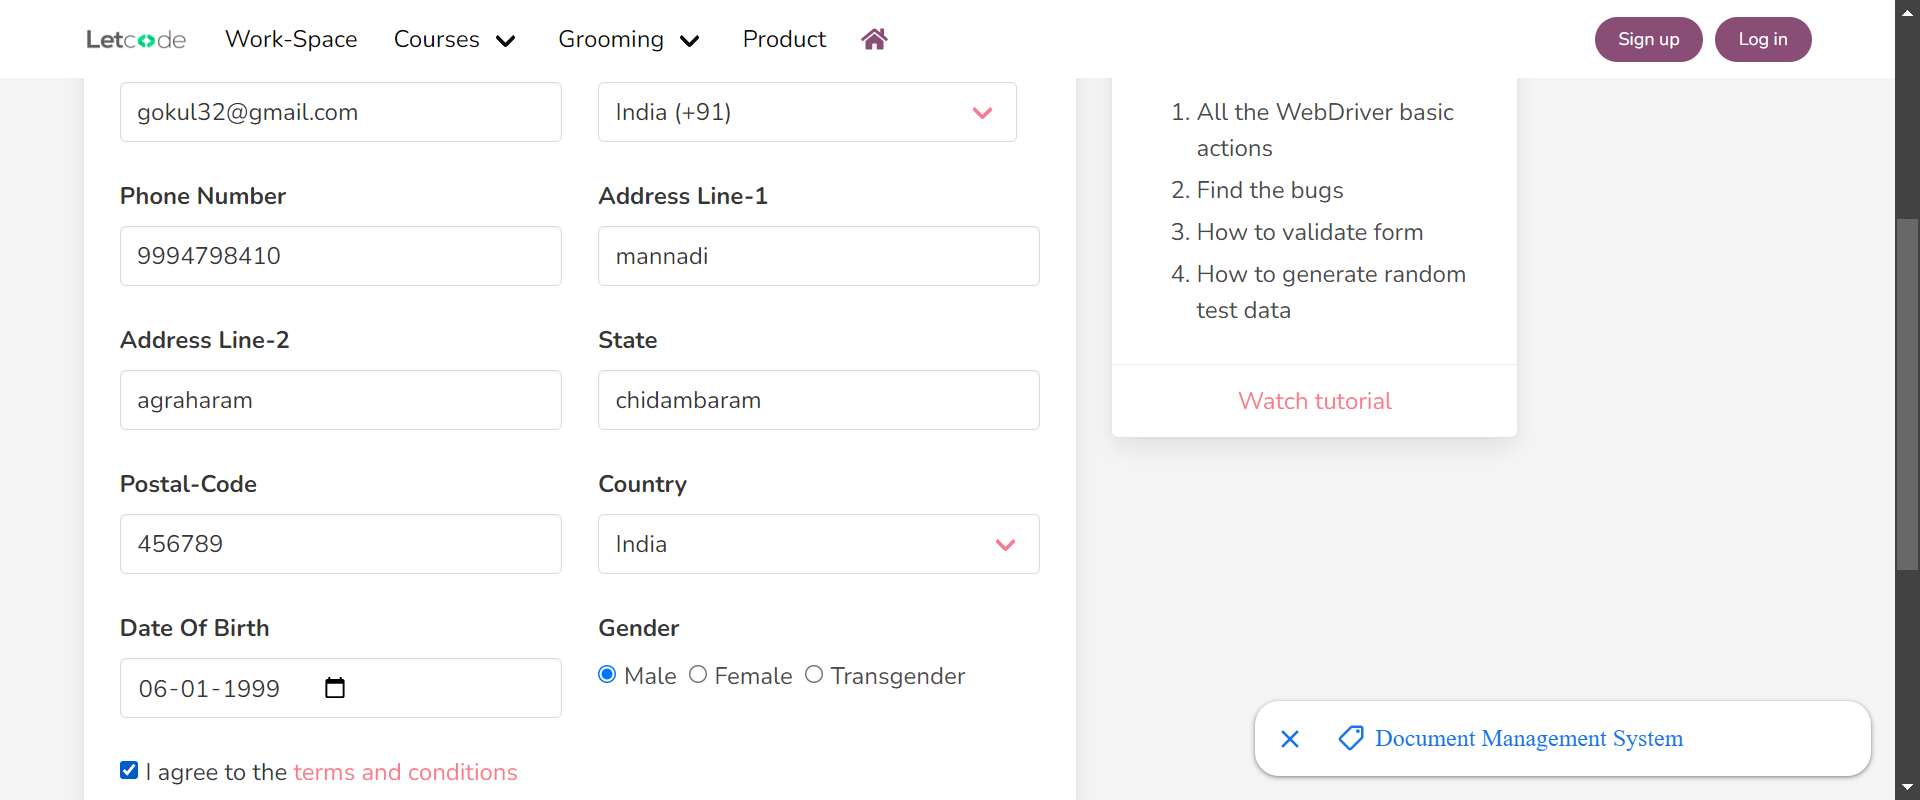 Letcode Work-Space Courses Grooming Product Sign up Log in
gokul32@gmail.com India (+91)
Phone Number Address Line-1
9994798410 mannadi
Address Line-2 State
agraharam chidambaram
Postal-Code Country
456789 India
Date Of Birth Gender
06-01-1999 Male Female Transgender
I agree to the terms and conditions
1. All the WebDriver basic
actions
2. Find the bugs
3. How to validate form
4. How to generate random
test data
Watch tutorial
Document Management System